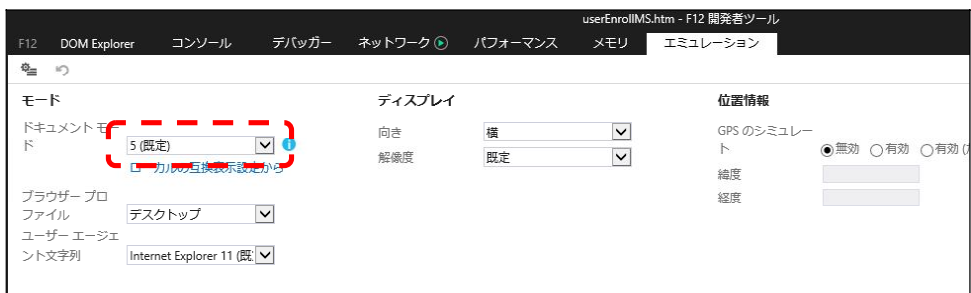 userEnrollMS.htm - F12 開発者ツール
F12 DOM Explorer コンソール デバッガー ネットワーク パフォーマンス メモリ エミュレーション
モード
ドキュメント モー
ド
5 (既定)
カルの互換表示設定から
ブラウザー プロ
ファイル
デスクトップ
ユーザー エージェ
ント文字列
Internet Explorer 11 (既
ディスプレイ
向き
横
解像度
既定
位置情報
GPS のシミュレー
ト
無効 有効 有効
緯度
経度